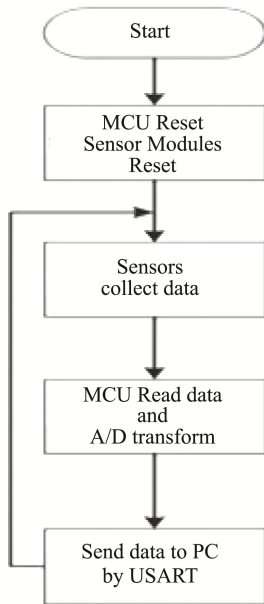 Start
MCU Reset
Sensor Modules
Reset
Sensors
collect data
MCU Read data
and
A/D transform
Send data to PC
by USART